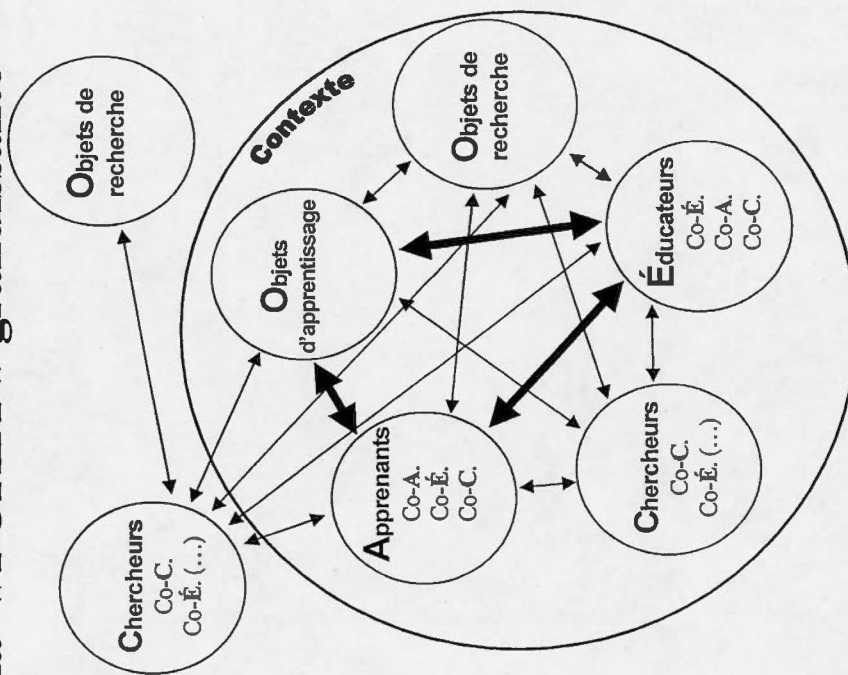 Objets de
recherche
Contexte
Objets de
recherche
Objets
d'apprentissage
Éducateurs
Co-É.
Co-A.
Co-C.
Chercheurs
Co-C.
Co-É. (...)
Apprenants
Co-A.
Co-É.
Co-C.
Chercheurs
Co-C.
Co-É. (...)